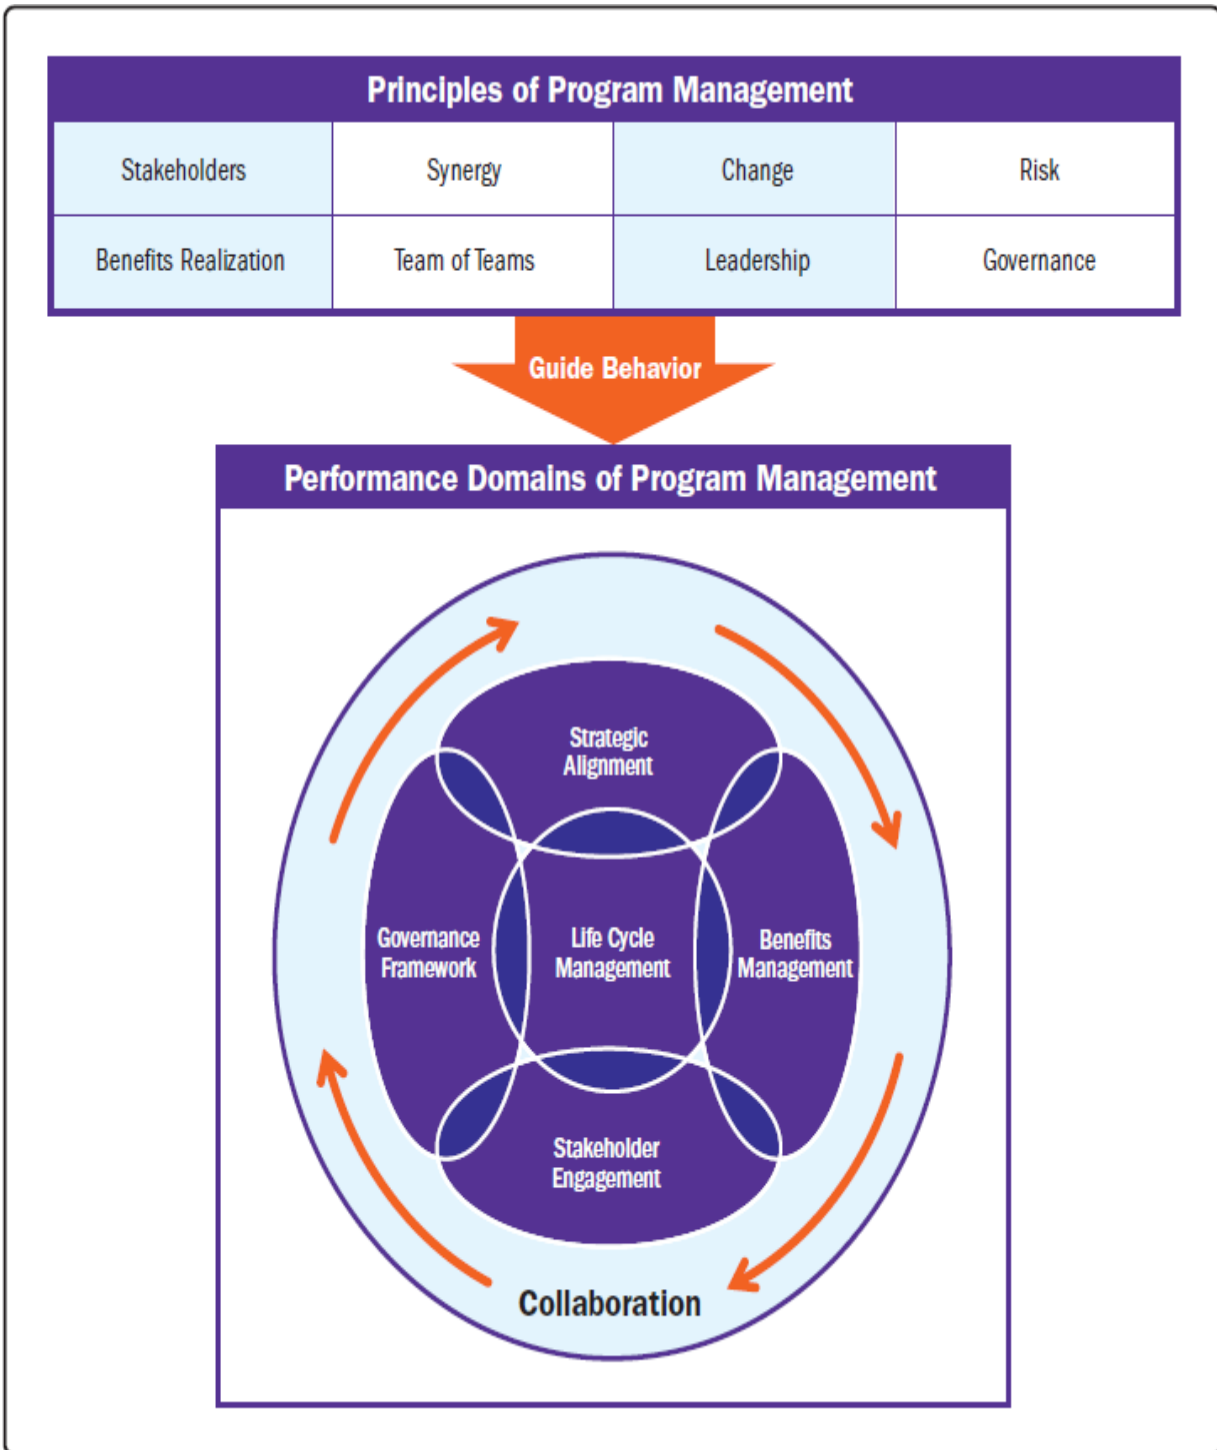 Principles of Program Management
Stakeholders
Synergy
Change
Risk
Benefits Realization
Team of Teams
Leadership
Governance
Guide Behavior
Performance Domains of Program Management
Strategic
Alignment
Governance
Framework
Life Cycle
Management
Benefits
Management
Stakeholder
Engagement
Collaboration